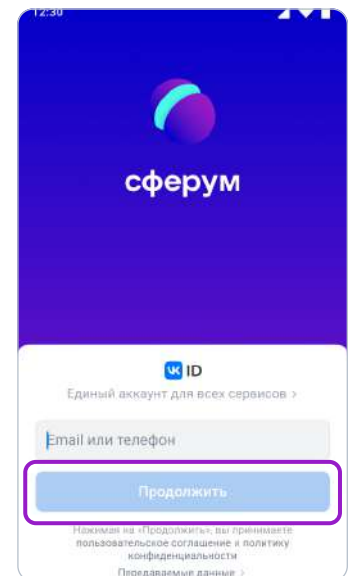 12:30
сферум
VK ID
Единый аккаунт для всех сервисов >
Email или телефон
Продолжить
Нажимая на «Продолжить», вы принимаете
пользовательское соглашение и политику
конфиденциальности
Передаваемые данные >